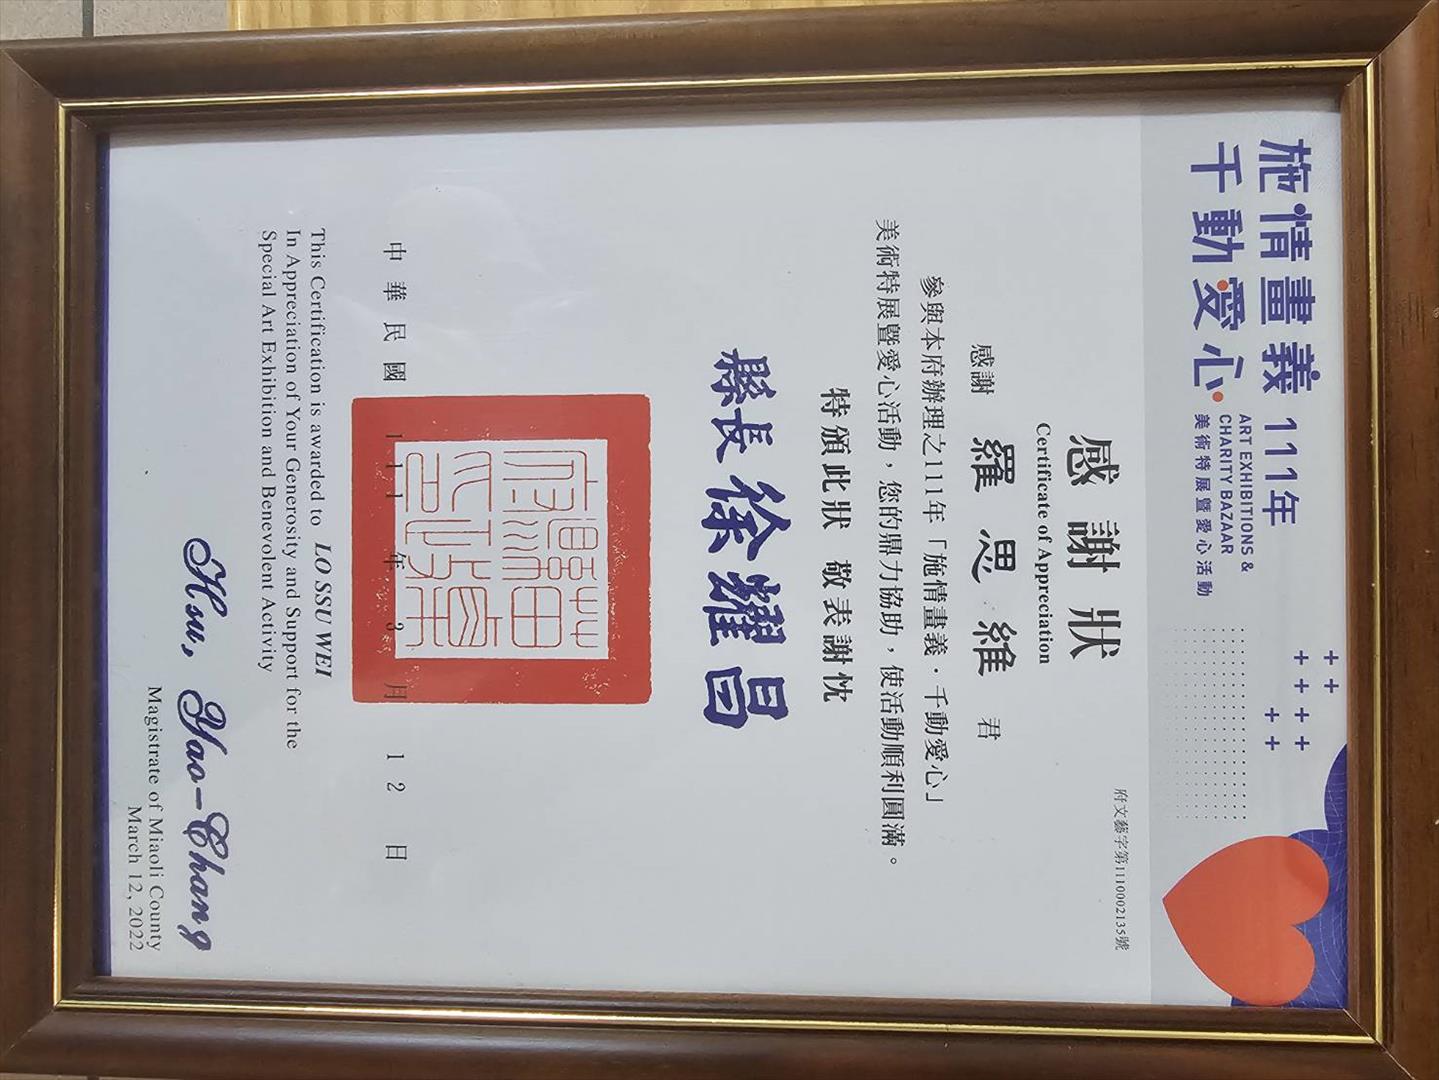 施情畫義 111年
千動愛心
ART EXHIBITIONS &
CHARITY BAZAAR
美術特展暨愛心活動
府文藝字第1110002135號
感謝狀
Certificate of Appreciation
感謝 羅思維 君
參與本府辦理之111年「施情畫義·千動愛心」
美術特展暨愛心活動，您的鼎力協助，使活動順利圓滿。
特頒此狀 敬表謝忱
縣長徐耀昌
苗栗縣政府印
中華民國 111 年 3 月 12 日
This Certification is awarded to LO SSU WEI
In Appreciation of Your Generosity and Support for the
Special Art Exhibition and Benevolent Activity
Hsu, Yao-Chang
Magistrate of Miaoli County
March 12, 2022